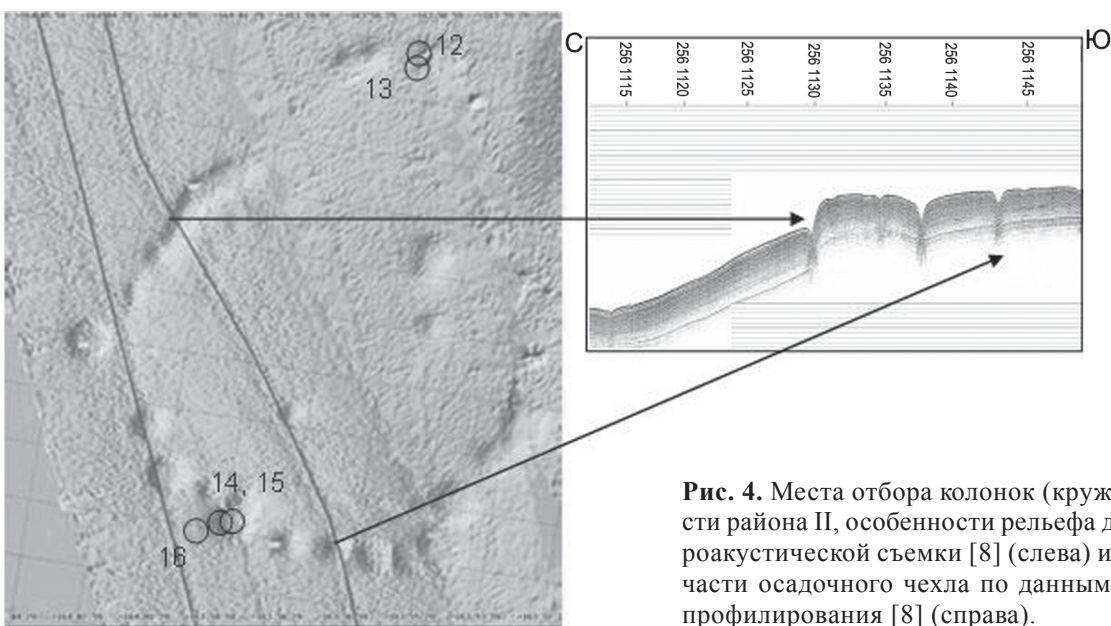 12
13
14, 15
16
С
Ю
256 1115
256 1120
256 1125
256 1130
256 1135
256 1140
256 1145
Рис. 4. Места отбора колонок (круж
сти района II, особенности рельефа д
роакустической съемки [8] (слева) и
части осадочного чехла по данным
профилирования [8] (справа).